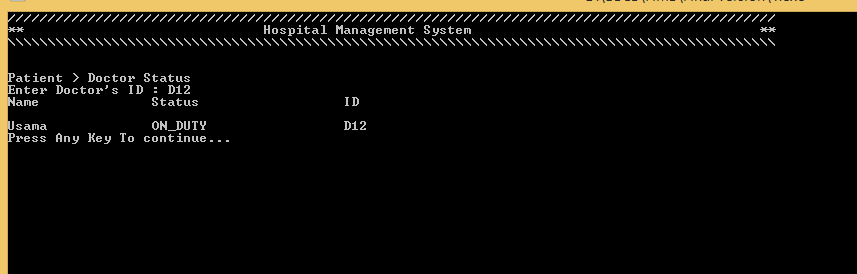 ////////////////////////////////////////////////////////////////////////////////////////////////
** Hospital Management System **
\\\\\\\\\\\\\\\\\\\\\\\\\\\\\\\\\\\\\\\\\\\\\\\\\\\\\\\\\\\\\\\\\\\\\\\\\\\\\\\\\\\\\\\\\\\\\\\\
Patient > Doctor Status
Enter Doctor's ID : D12
Name Status ID
Usama ON_DUTY D12
Press Any Key To continue...